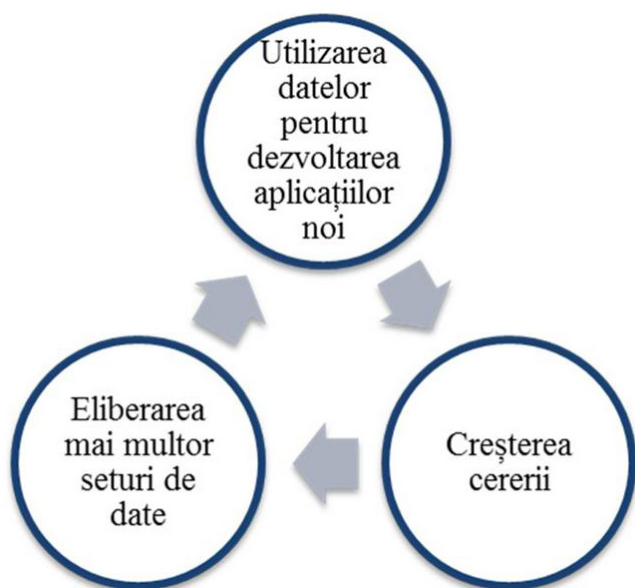 Utilizarea
datelor
pentru
dezvoltarea
aplicațiilor
noi
Creșterea
cererii
Eliberarea
mai multor
seturi de
date